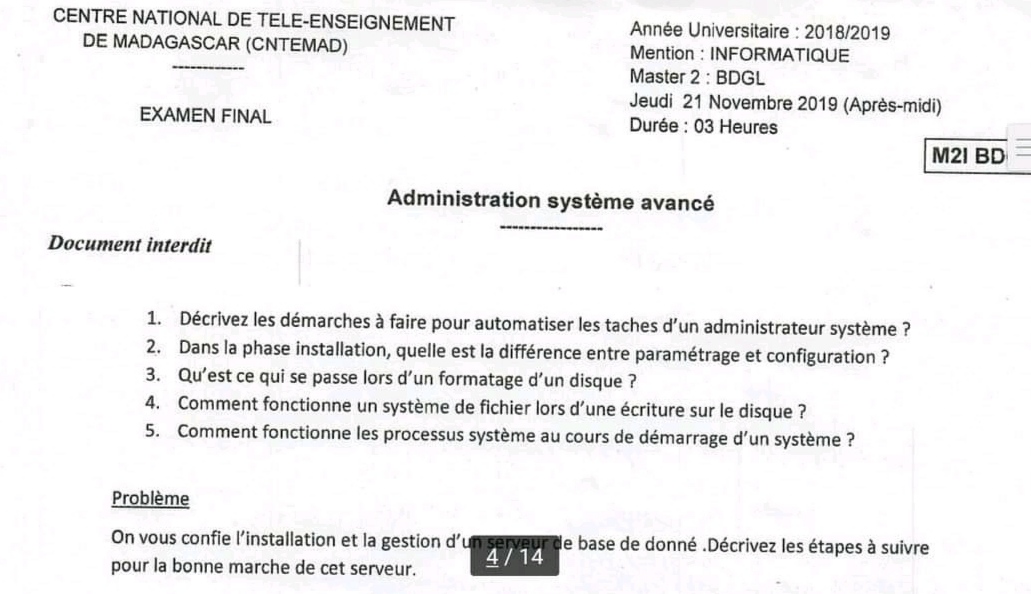 CENTRE NATIONAL DE TELE-ENSEIGNEMENT
DE MADAGASCAR (CNTEMAD)
EXAMEN FINAL
Année Universitaire : 2018/2019
Mention : INFORMATIQUE
Master 2 : BDGL
Jeudi 21 Novembre 2019 (Après-midi)
Durée : 03 Heures
M2I BD
Administration système avancé
Document interdit
1. Décrivez les démarches à faire pour automatiser les taches d'un administrateur système ?
2. Dans la phase installation, quelle est la différence entre paramétrage et configuration ?
3. Qu'est ce qui se passe lors d'un formatage d'un disque ?
4. Comment fonctionne un système de fichier lors d'une écriture sur le disque ?
5. Comment fonctionne les processus système au cours de démarrage d'un système ?
Problème
On vous confie l'installation et la gestion d'un serveur de base de donné .Décrivez les étapes à suivre
pour la bonne marche de cet serveur.
4 / 14